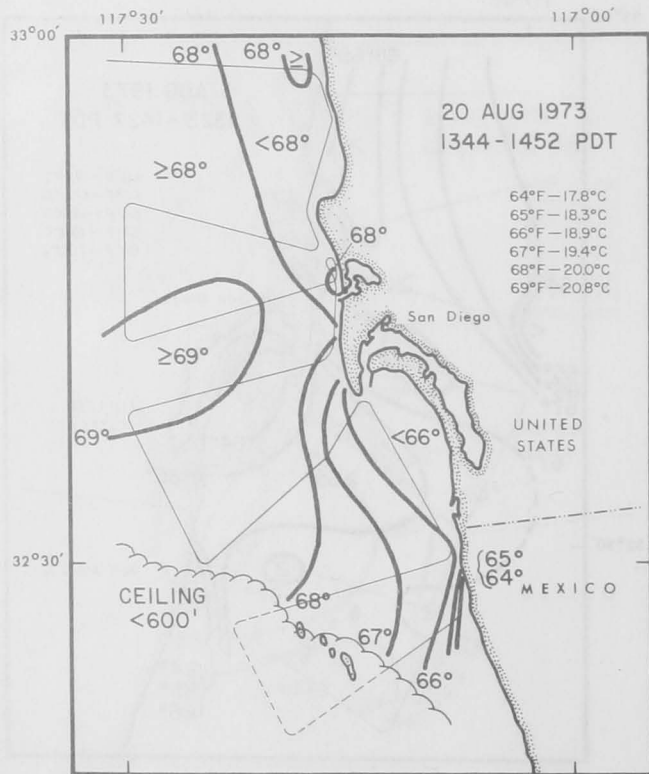 117°30′
117°00′
33°00′
68°
68° ≥
20 AUG 1973
1344-1452 PDT
<68°
≥68°
64°F—17.8°C
65°F—18.3°C
66°F—18.9°C
67°F—19.4°C
68°F—20.0°C
69°F—20.8°C
68°
San Diego
≥69°
69°
<66°
UNITED
STATES
32°30′
65°
64°
MEXICO
CEILING
<600'
68°
67°
66°